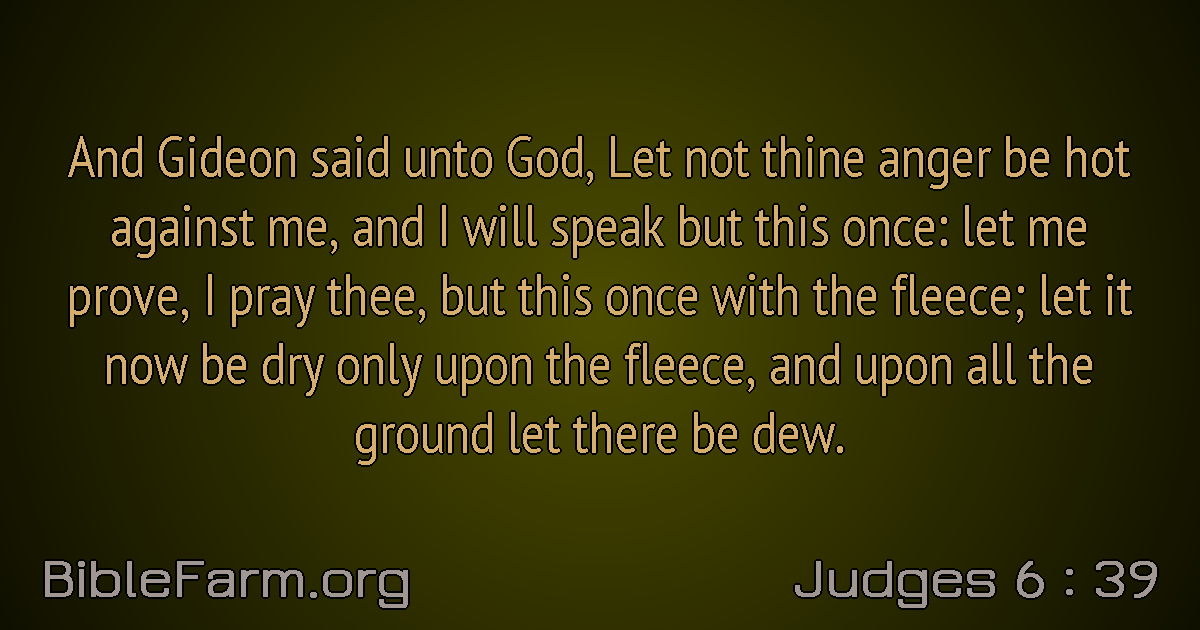 And Gideon said unto God, Let not thine anger be hot
against me, and I will speak but this once: let me
prove, I pray thee, but this once with the fleece; let it
now be dry only upon the fleece, and upon all the
ground let there be dew.
BibleFarm.org
Judges 6 : 39